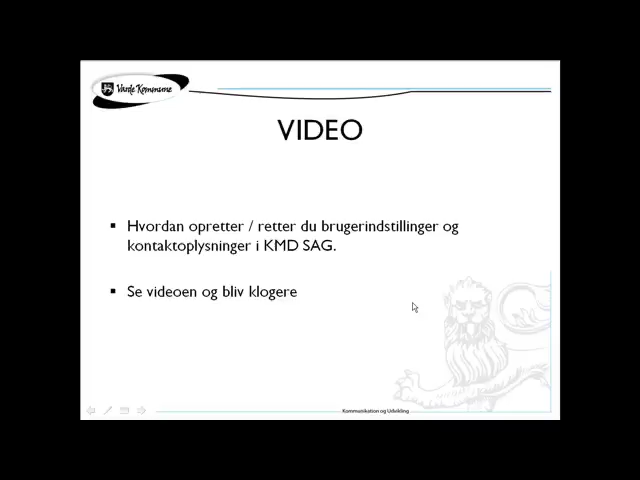 Varde Kommune
VIDEO
▪ Hvordan opretter / retter du brugerindstillinger og
kontaktoplysninger i KMD SAG.
▪ Se videoen og bliv klogere
Kommunikation og Udvikling